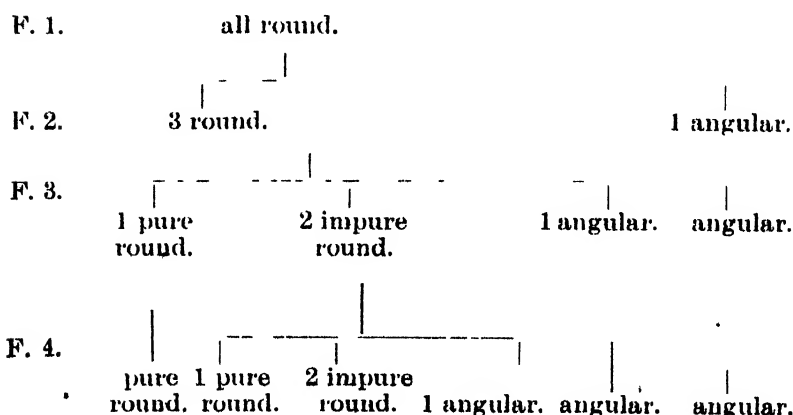 F. 1. all round.
F. 2. 3 round. 1 angular.
F. 3.
1 pure 2 impure 1 angular. angular.
round. round.
F. 4.
pure 1 pure 2 impure
round. round. round. 1 angular. angular. angular.